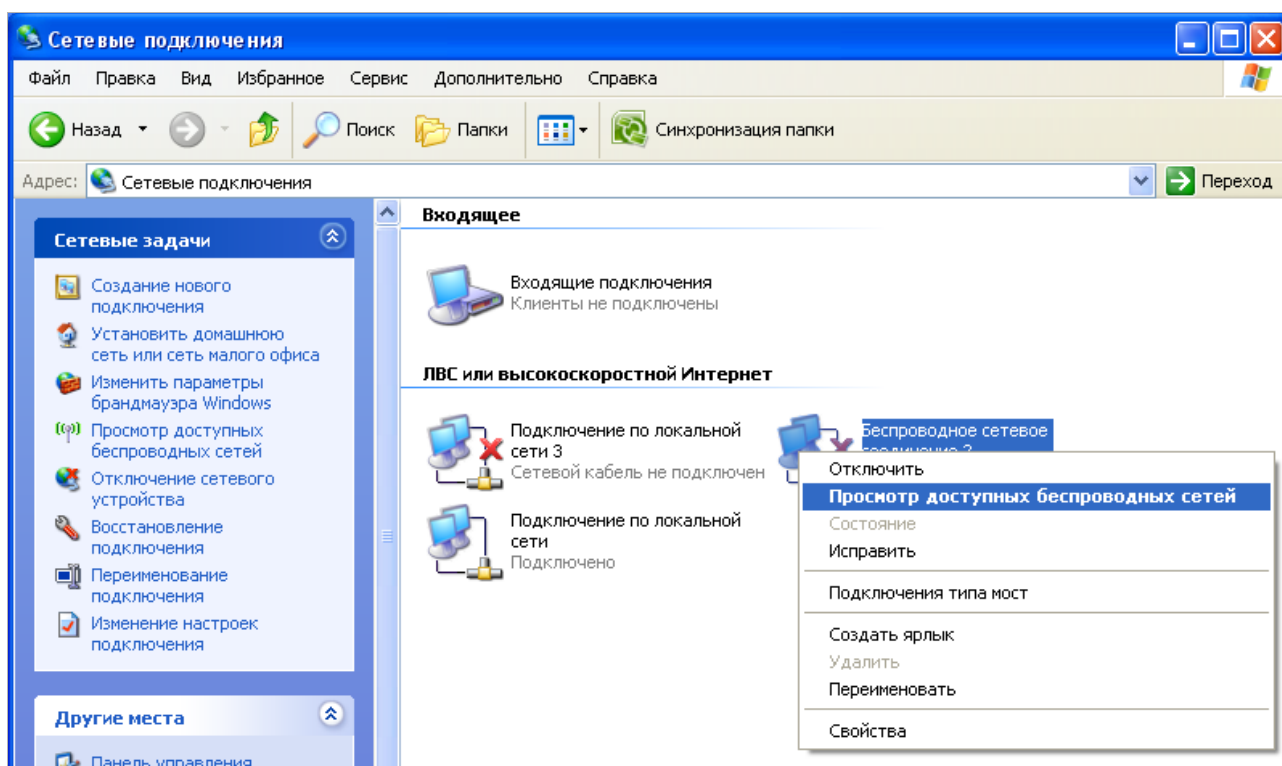 Сетевые подключения
Файл Правка Вид Избранное Сервис Дополнительно Справка
Назад Поиск Папки Синхронизация папки
Адрес: Сетевые подключения Переход
Сетевые задачи
Создание нового
подключения
Установить домашнюю
сеть или сеть малого офиса
Изменить параметры
брандмауэра Windows
Просмотр доступных
беспроводных сетей
Отключение сетевого
устройства
Восстановление
подключения
Переименование
подключения
Изменение настроек
подключения
Другие места
Панель управления
Входящее
Входящие подключения
Клиенты не подключены
ЛВС или высокоскоростной Интернет
Подключение по локальной
сети 3
Сетевой кабель не подключен
Беспроводное сетевое
соединение 2
Подключение по локальной
сети
Подключено
Отключить
Просмотр доступных беспроводных сетей
Состояние
Исправить
Подключения типа мост
Создать ярлык
Удалить
Переименовать
Свойства